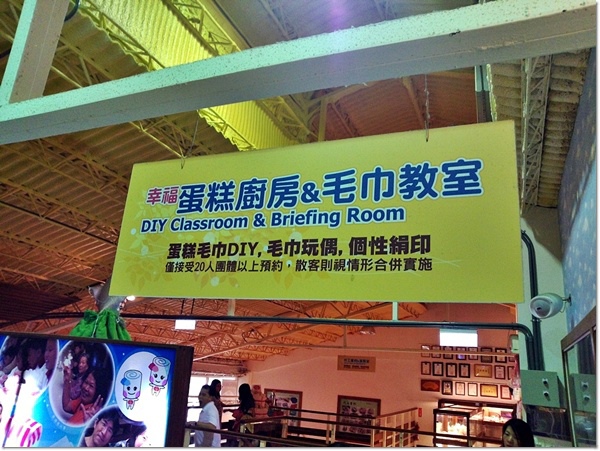 幸福蛋糕廚房&毛巾教室
DIY Classroom & Briefing Room
蛋糕毛巾DIY, 毛巾玩偶, 個性絹印
僅接受20人團體以上預約，散客則視情形合併實施